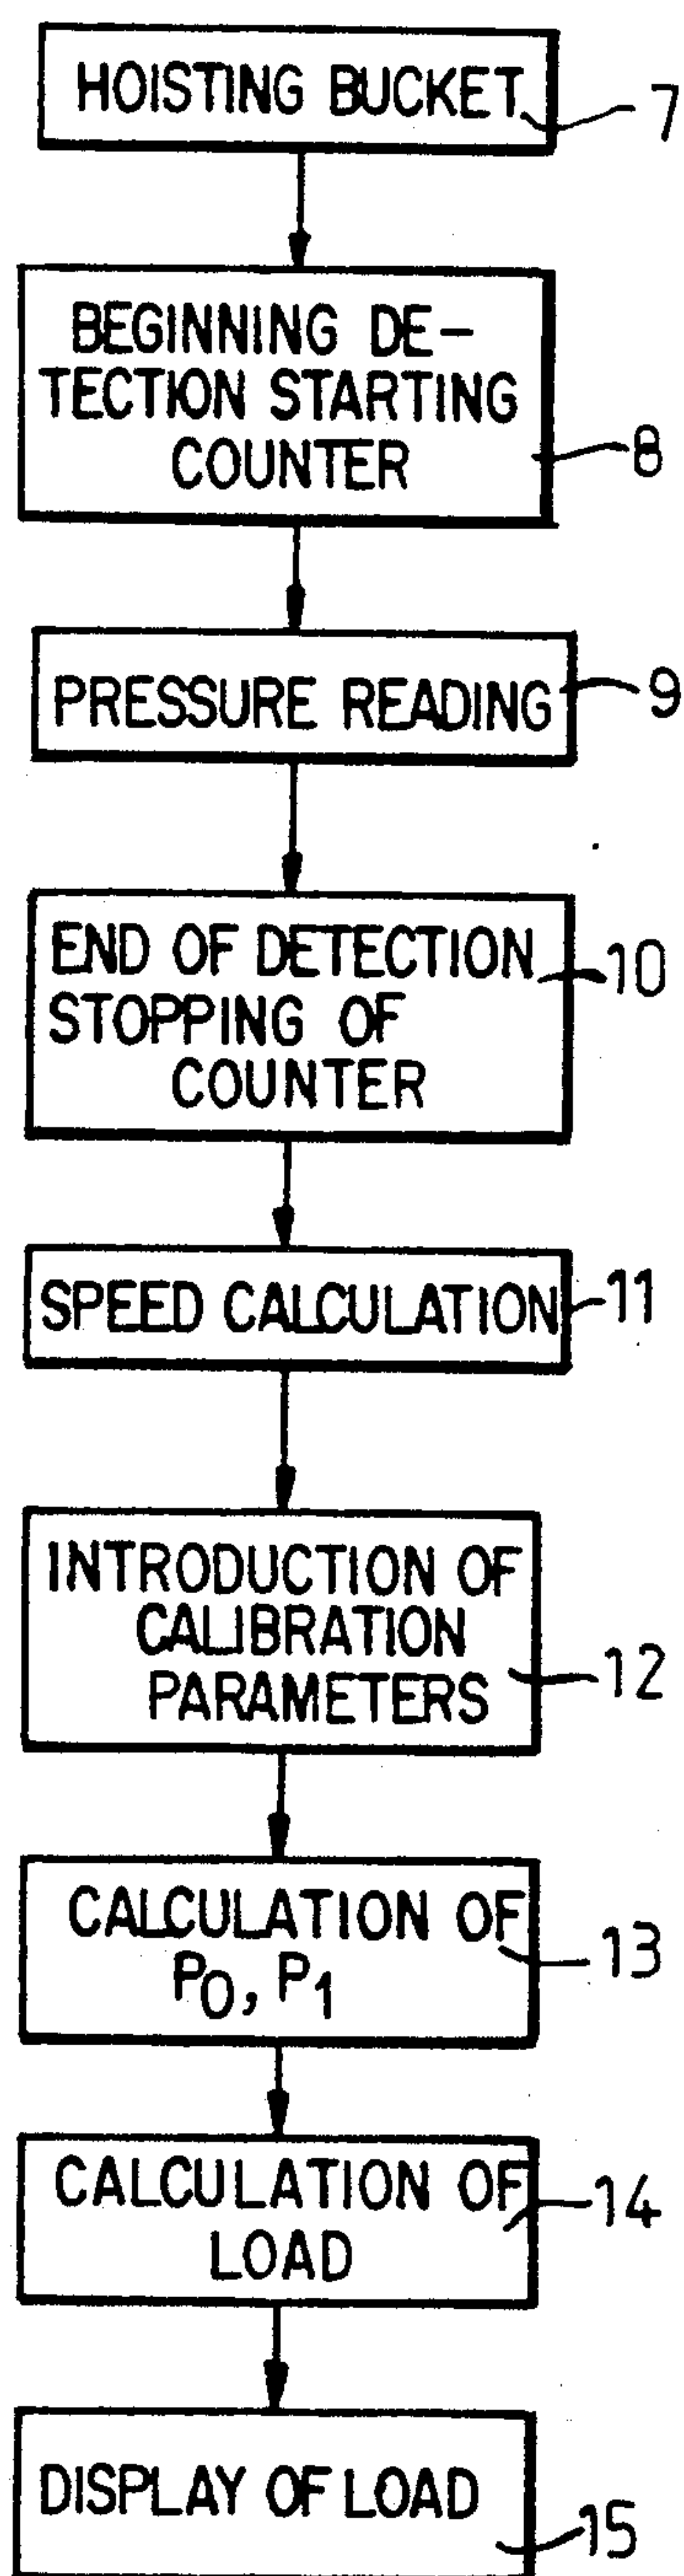 HOISTING BUCKET
7
BEGINNING DE-
TECTION STARTING
COUNTER
8
PRESSURE READING
9
END OF DETECTION
STOPPING OF
COUNTER
10
SPEED CALCULATION
11
INTRODUCTION OF
CALIBRATION
PARAMETERS
12
CALCULATION OF
P0, P1
13
CALCULATION OF
LOAD
14
DISPLAY OF LOAD
15